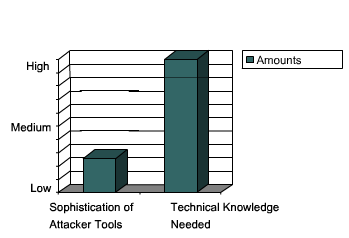 High
Medium
Low
Amounts
Sophistication of
Attacker Tools
Technical Knowledge
Needed